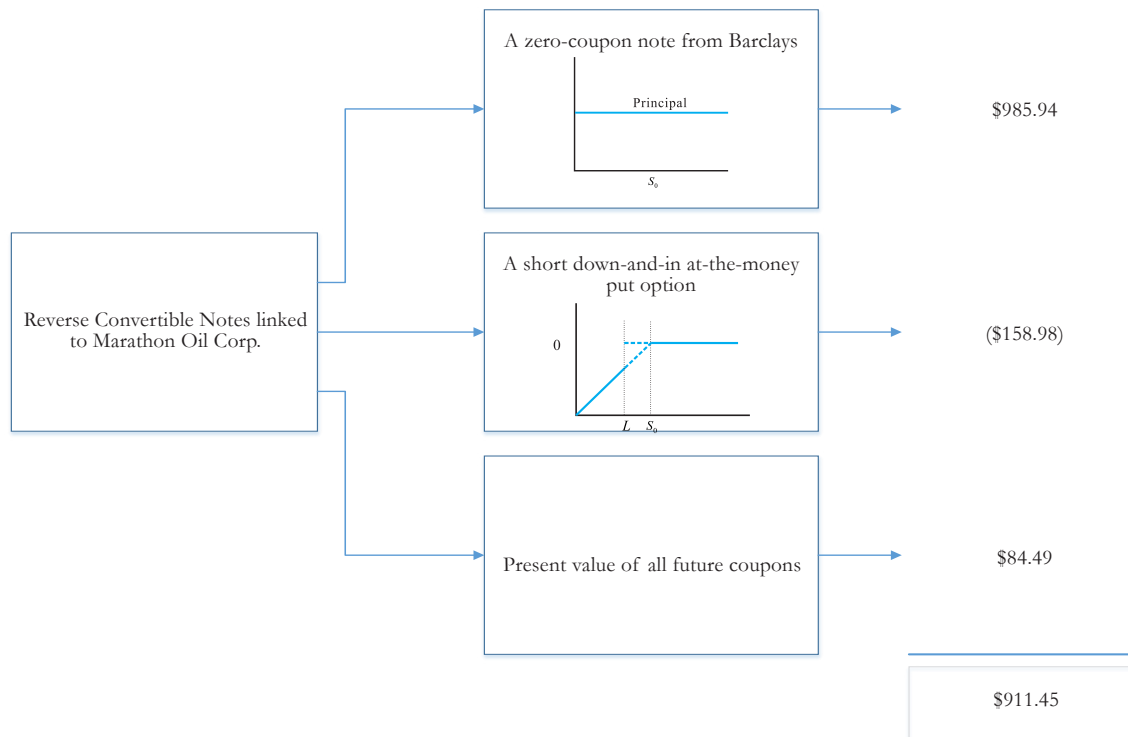 A zero-coupon note from Barclays
Principal
S₀
$985.94
Reverse Convertible Notes linked
to Marathon Oil Corp.
A short down-and-in at-the-money
put option
0
L S₀
($158.98)
Present value of all future coupons
$84.49
$911.45